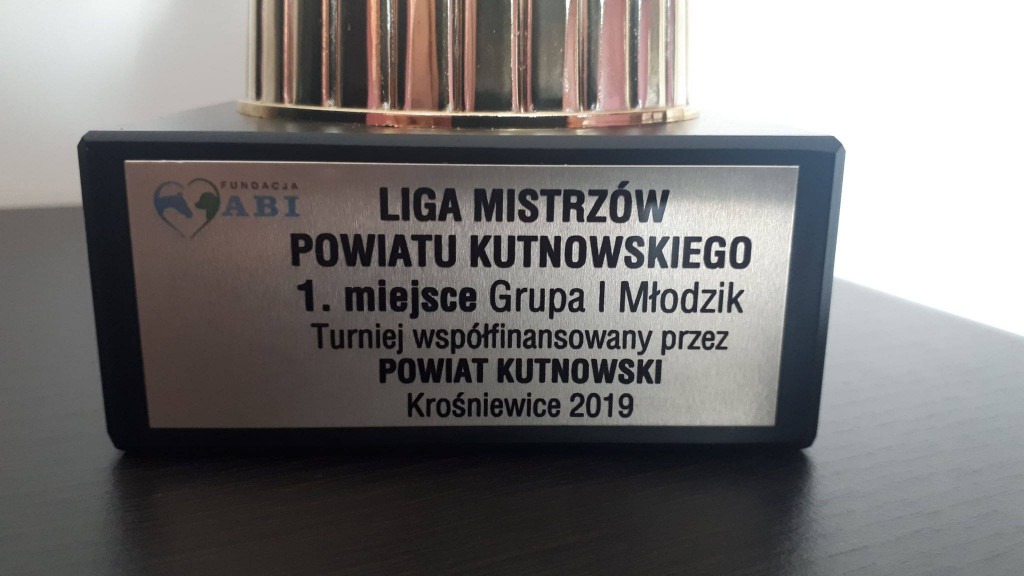 FUNDACJA
ABI
LIGA MISTRZÓW
POWIATU KUTNOWSKIEGO
1. miejsce Grupa I Młodzik
Turniej współfinansowany przez
POWIAT KUTNOWSKI
Krośniewice 2019